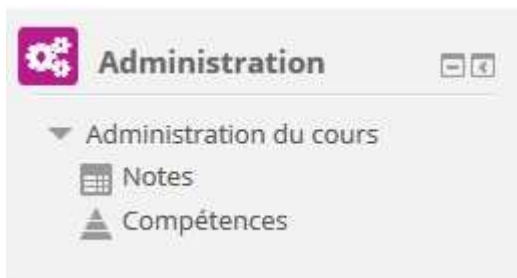 Administration
Administration du cours
Notes
Compétences